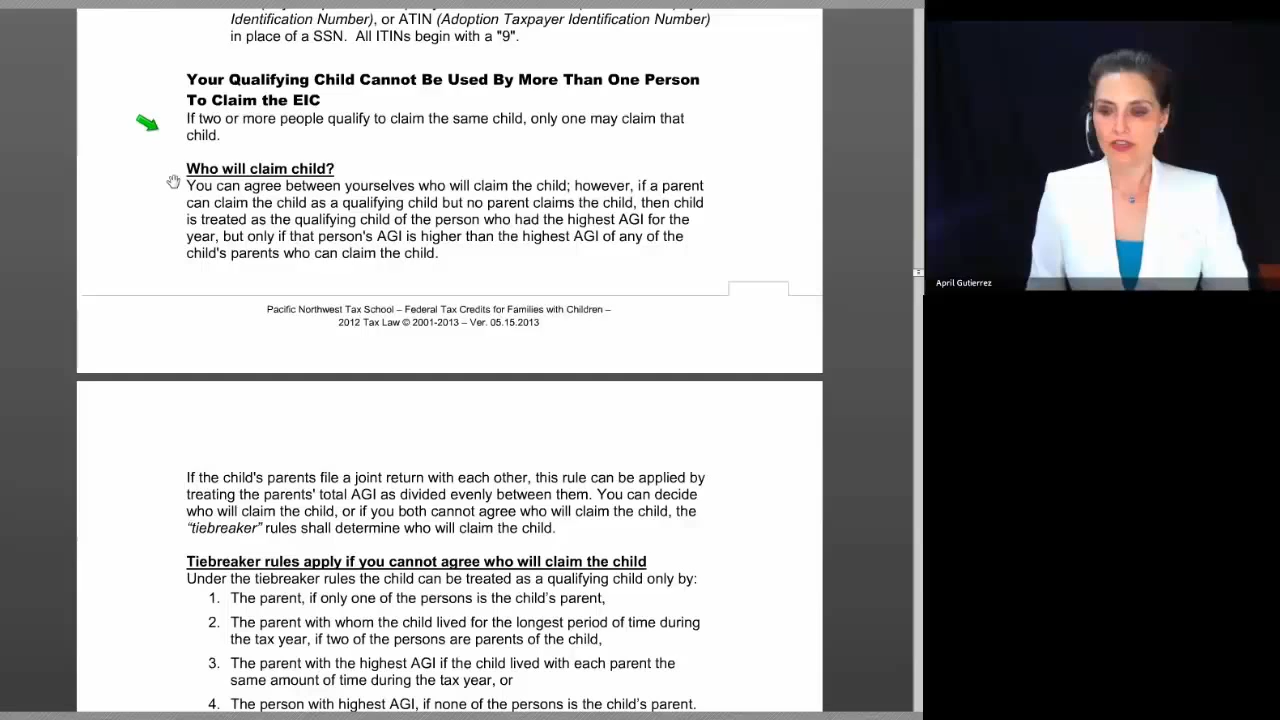 Identification Number), or ATIN (Adoption Taxpayer Identification Number)
in place of a SSN.  All ITINs begin with a "9".
Your Qualifying Child Cannot Be Used By More Than One Person
To Claim the EIC
If two or more people qualify to claim the same child, only one may claim that
child.
Who will claim child?
You can agree between yourselves who will claim the child; however, if a parent
can claim the child as a qualifying child but no parent claims the child, then child
is treated as the qualifying child of the person who had the highest AGI for the
year, but only if that person's AGI is higher than the highest AGI of any of the
child's parents who can claim the child.
Pacific Northwest Tax School – Federal Tax Credits for Families with Children –
2012 Tax Law © 2001-2013 – Ver. 05.15.2013
If the child's parents file a joint return with each other, this rule can be applied by
treating the parents' total AGI as divided evenly between them. You can decide
who will claim the child, or if you both cannot agree who will claim the child, the
“tiebreaker” rules shall determine who will claim the child.
Tiebreaker rules apply if you cannot agree who will claim the child
Under the tiebreaker rules the child can be treated as a qualifying child only by:
1. The parent, if only one of the persons is the child’s parent,
2. The parent with whom the child lived for the longest period of time during
the tax year, if two of the persons are parents of the child,
3. The parent with the highest AGI if the child lived with each parent the
same amount of time during the tax year, or
4. The person with highest AGI, if none of the persons is the child’s parent.
April Gutierrez